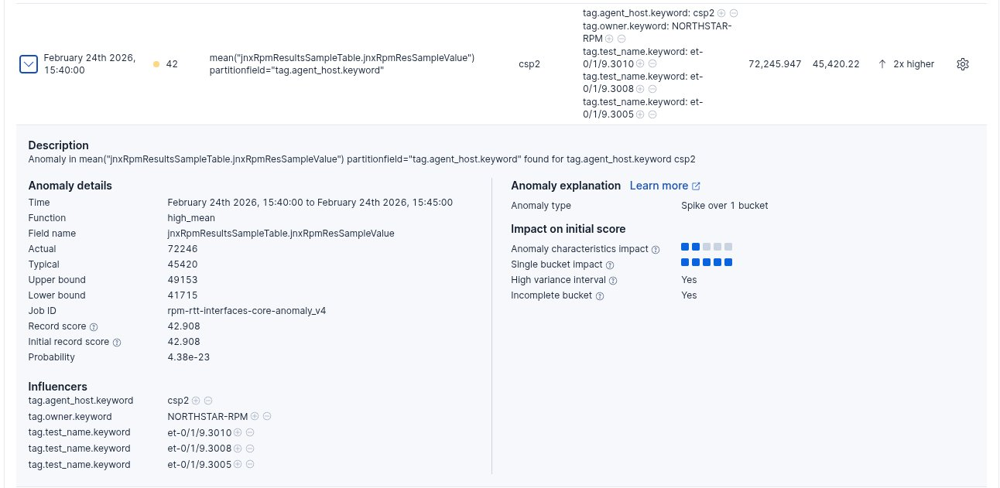 tag.agent_host.keyword: csp2
tag.owner.keyword: NORTHSTAR-
RPM
tag.test_name.keyword: et-
0/1/9.3010
tag.test_name.keyword: et-
0/1/9.3008
tag.test_name.keyword: et-
0/1/9.3005
February 24th 2026,
15:40:00
42
mean("jnxRpmResultsSampleTable.jnxRpmResSampleValue")
partitionfield="tag.agent_host.keyword"
csp2
72,245.947
45,420.22
↑ 2x higher
Description
Anomaly in mean("jnxRpmResultsSampleTable.jnxRpmResSampleValue") partitionfield="tag.agent_host.keyword" found for tag.agent_host.keyword csp2
Anomaly details
Time February 24th 2026, 15:40:00 to February 24th 2026, 15:45:00
Function high_mean
Field name jnxRpmResultsSampleTable.jnxRpmResSampleValue
Actual 72246
Typical 45420
Upper bound 49153
Lower bound 41715
Job ID rpm-rtt-interfaces-core-anomaly_v4
Record score 42.908
Initial record score 42.908
Probability 4.38e-23
Influencers
tag.agent_host.keyword csp2
tag.owner.keyword NORTHSTAR-RPM
tag.test_name.keyword et-0/1/9.3010
tag.test_name.keyword et-0/1/9.3008
tag.test_name.keyword et-0/1/9.3005
Anomaly explanation Learn more
Anomaly type Spike over 1 bucket
Impact on initial score
Anomaly characteristics impact
Single bucket impact
High variance interval Yes
Incomplete bucket Yes